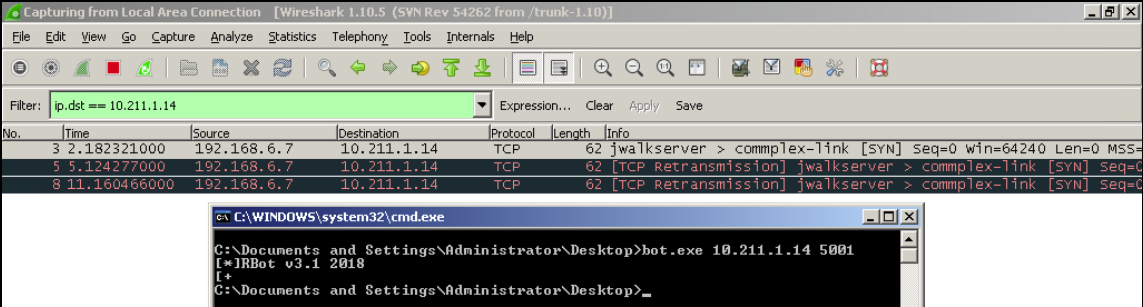 Capturing from Local Area Connection [Wireshark 1.10.5 (SVN Rev 54262 from /trunk-1.10)]
File Edit View Go Capture Analyze Statistics Telephony Tools Internals Help
Filter: ip.dst == 10.211.1.14 Expression... Clear Apply Save
No. Time Source Destination Protocol Length Info
3 2.182321000 192.168.6.7 10.211.1.14 TCP 62 jwalkserver > commplex-link [SYN] Seq=0 Win=64240 Len=0 MSS=
5 5.124277000 192.168.6.7 10.211.1.14 TCP 62 [TCP Retransmission] jwalkserver > commplex-link [SYN] Seq=0
8 11.160466000 192.168.6.7 10.211.1.14 TCP 62 [TCP Retransmission] jwalkserver > commplex-link [SYN] Seq=0
C:\WINDOWS\system32\cmd.exe
C:\Documents and Settings\Administrator\Desktop>bot.exe 10.211.1.14 5001
[*]RBot v3.1 2018
[+
C:\Documents and Settings\Administrator\Desktop>_